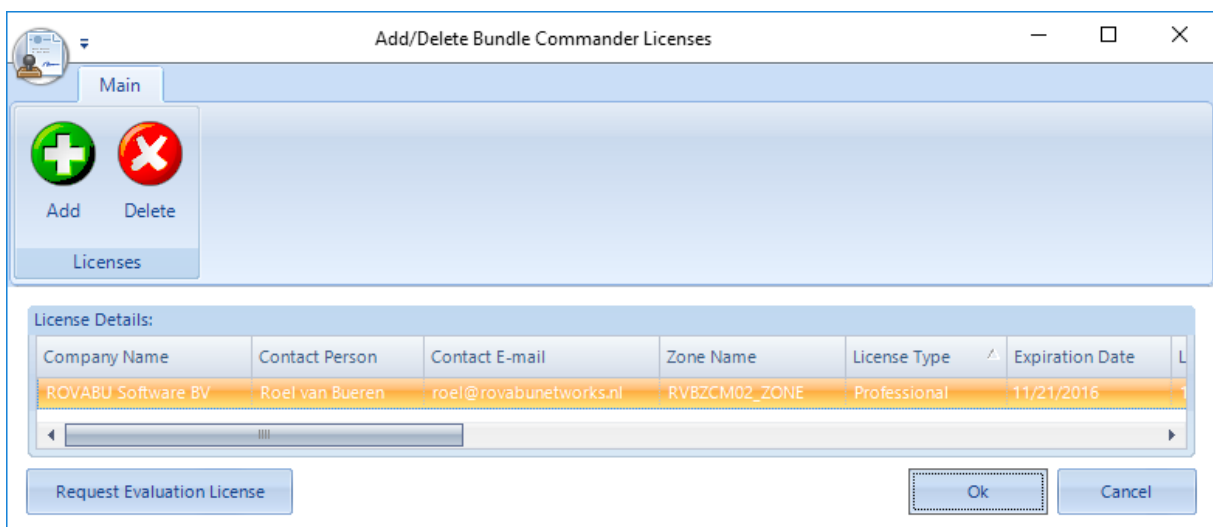 Add/Delete Bundle Commander Licenses
Main
Add Delete
Licenses
License Details:
Company Name Contact Person Contact E-mail Zone Name License Type Expiration Date L
ROVABU Software BV Roel van Bueren roel@rovabunetworks.nl RVBZCM02_ZONE Professional 11/21/2016 1
Request Evaluation License Ok Cancel